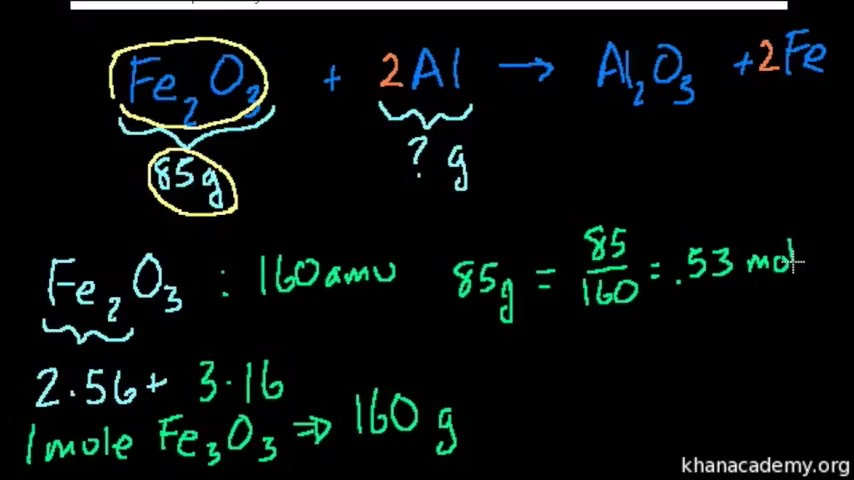 Fe₂O₃ + 2Al → Al₂O₃ + 2Fe
85g ? g
Fe₂O₃ : 160amu 85g = 85/160 = .53 mol
2·56+ 3·16
1mole Fe₃O₃ ⇒ 160 g
khanacademy.org